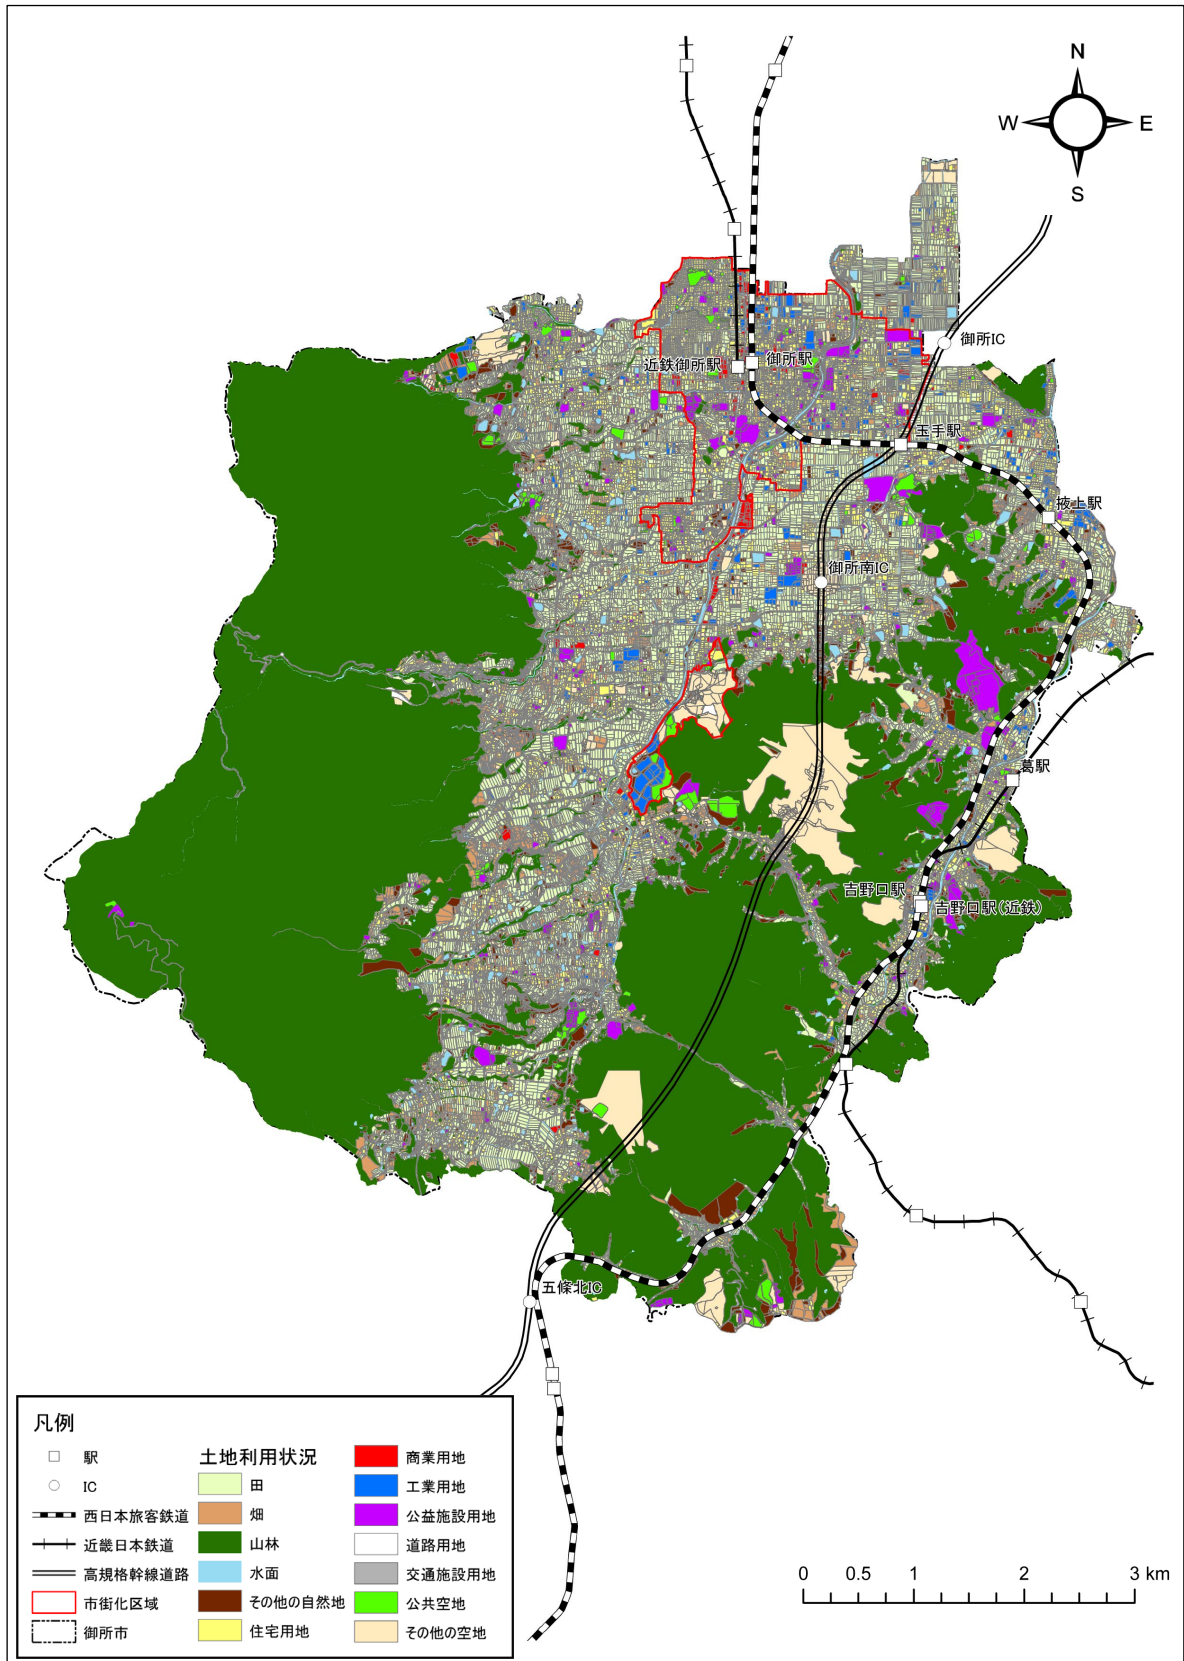 N
W
E
S
御所IC
近鉄御所駅
御所駅
玉手駅
掖上駅
御所南IC
葛駅
吉野口駅
吉野口駅(近鉄)
五條北IC
凡例
駅
IC
西日本旅客鉄道
近畿日本鉄道
高規格幹線道路
市街化区域
御所市
土地利用状況
田
畑
山林
水面
その他の自然地
住宅用地
商業用地
工業用地
公益施設用地
道路用地
交通施設用地
公共空地
その他の空地
0 0.5 1 2 3 km